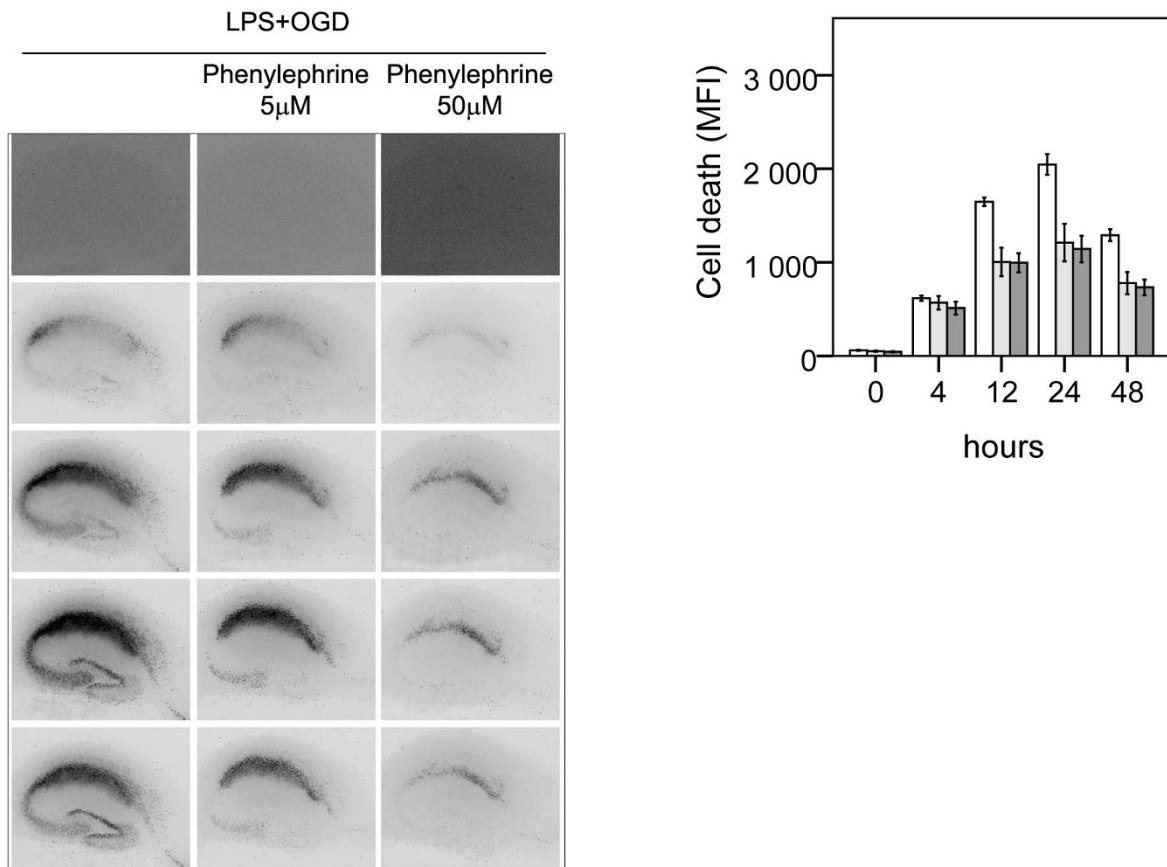 LPS+OGD
Phenylephrine
5μM
Phenylephrine
50μM
Cell death (MFI)
3 000
2 000
1 000
0
0 4 12 24 48
hours